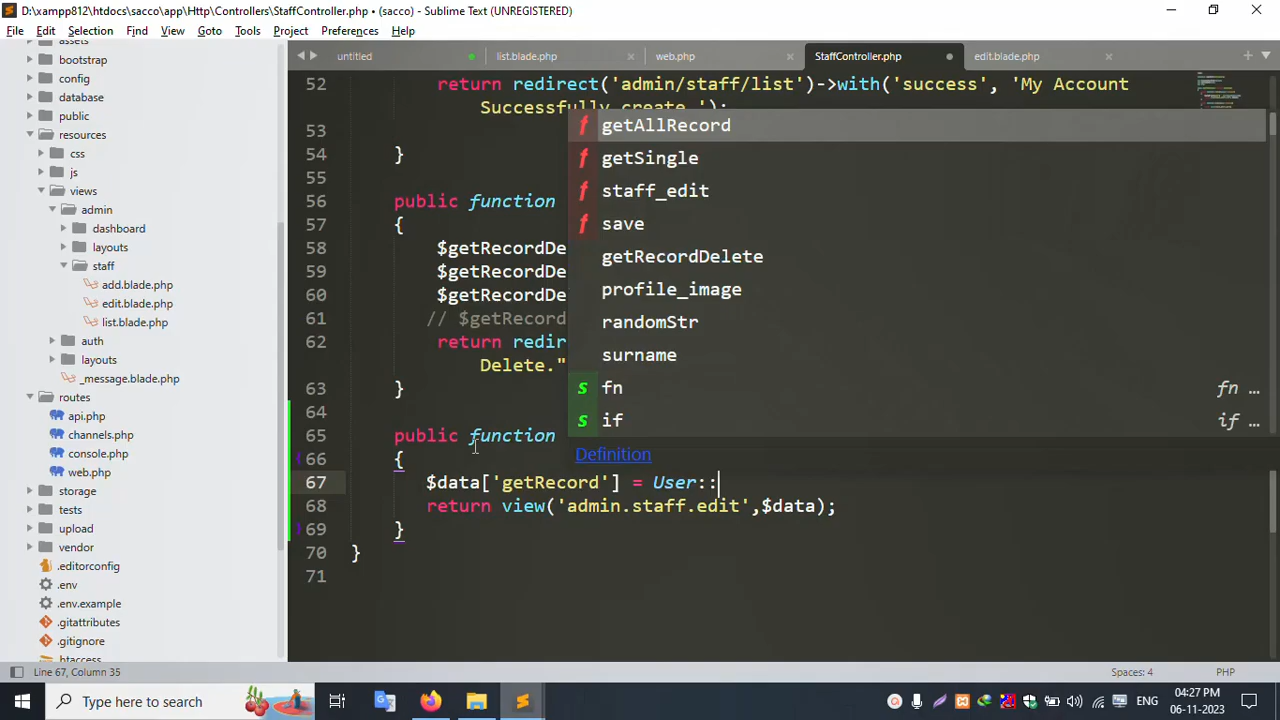 D:\xampp812\htdocs\sacco\app\Http\Controllers\StaffController.php • (sacco) - Sublime Text (UNREGISTERED)
File Edit Selection Find View Goto Tools Project Preferences Help
assets
bootstrap
config
database
public
resources
css
js
views
admin
dashboard
layouts
staff
add.blade.php
edit.blade.php
list.blade.php
auth
layouts
_message.blade.php
routes
api.php
channels.php
console.php
web.php
storage
tests
upload
vendor
.editorconfig
.env
.env.example
.gitattributes
.gitignore
.htaccess
untitled list.blade.php web.php StaffController.php edit.blade.php
52 return redirect('admin/staff/list')->with('success', 'My Account
Successfully create.');
53
54 }
55
56 public function
57 {
58 $getRecordDe
59 $getRecordDe
60 $getRecordDe
61 // $getRecord
62 return redir
Delete."
63 }
64
65 public function
66 {
67 $data['getRecord'] = User::
68 return view('admin.staff.edit',$data);
69 }
70 }
71
f getAllRecord
f getSingle
f staff_edit
f save
getRecordDelete
profile_image
randomStr
surname
s fn fn …
s if if …
Definition
Line 67, Column 35 Spaces: 4 PHP
Type here to search
ENG
04:27 PM
06-11-2023